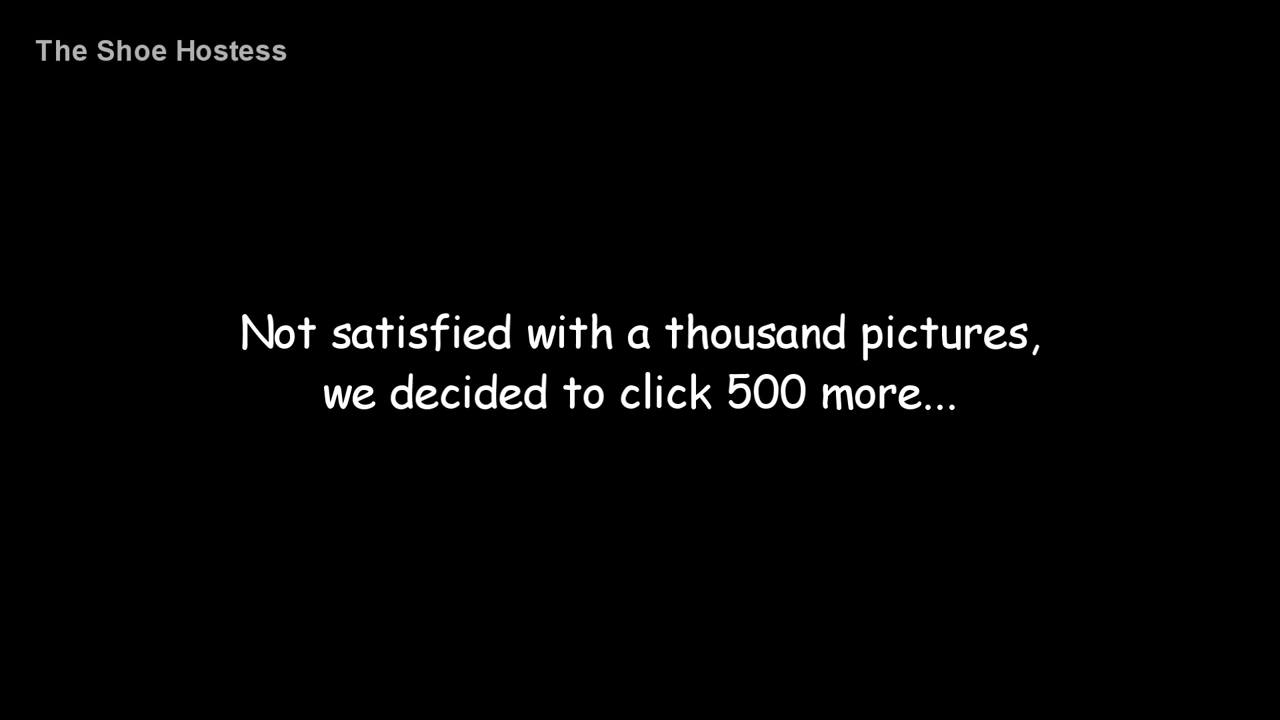 The Shoe Hostess
Not satisfied with a thousand pictures,
we decided to click 500 more...